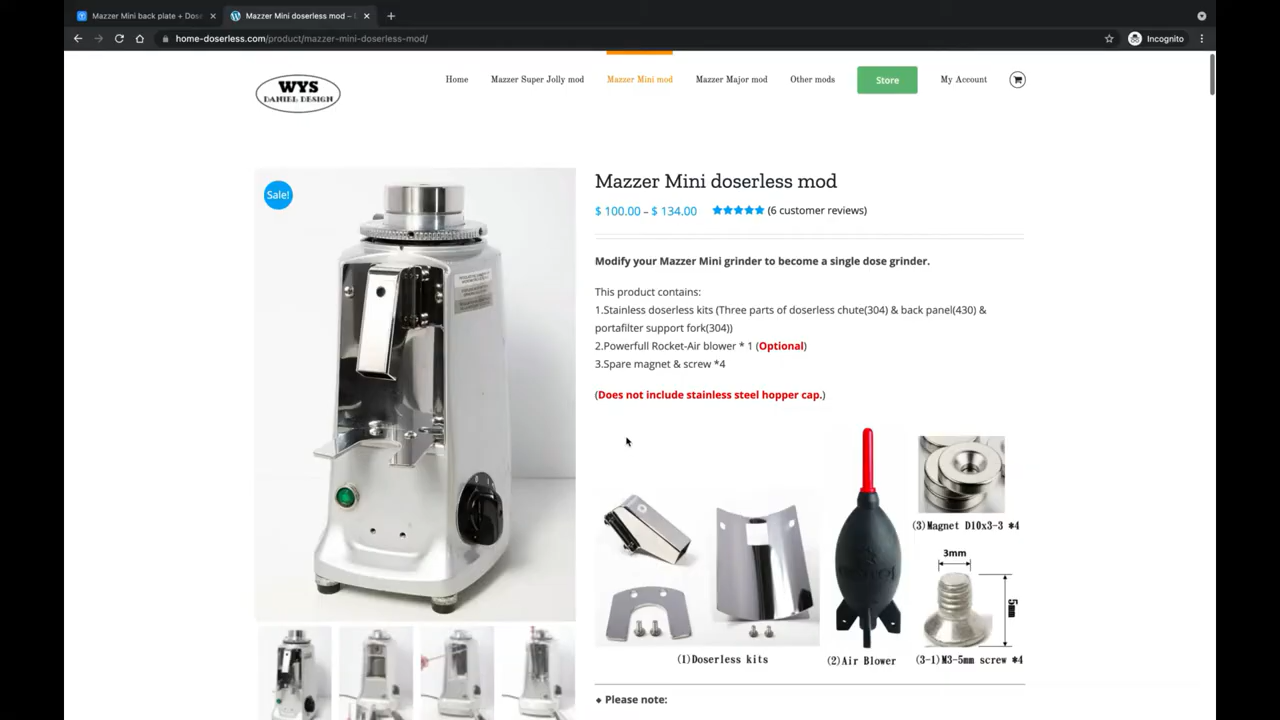 Mazzer Mini back plate + Dose
Mazzer Mini doserless mod –
home-doserless.com/product/mazzer-mini-doserless-mod/
Incognito
WYS
DANIEL DESIGN
Home
Mazzer Super Jolly mod
Mazzer Mini mod
Mazzer Major mod
Other mods
Store
My Account
Sale!
Mazzer Mini doserless mod
$ 100.00 – $ 134.00 (6 customer reviews)
Modify your Mazzer Mini grinder to become a single dose grinder.
This product contains:
1.Stainless doserless kits (Three parts of doserless chute(304) & back panel(430) &
portafilter support fork(304))
2.Powerfull Rocket-Air blower * 1 (Optional)
3.Spare magnet & screw *4
(Does not include stainless steel hopper cap.)
(3)Magnet D10x3-3 *4
3mm
5mm
(1)Doserless kits
(2)Air Blower
(3-1)M3-5mm screw *4
◆ Please note: